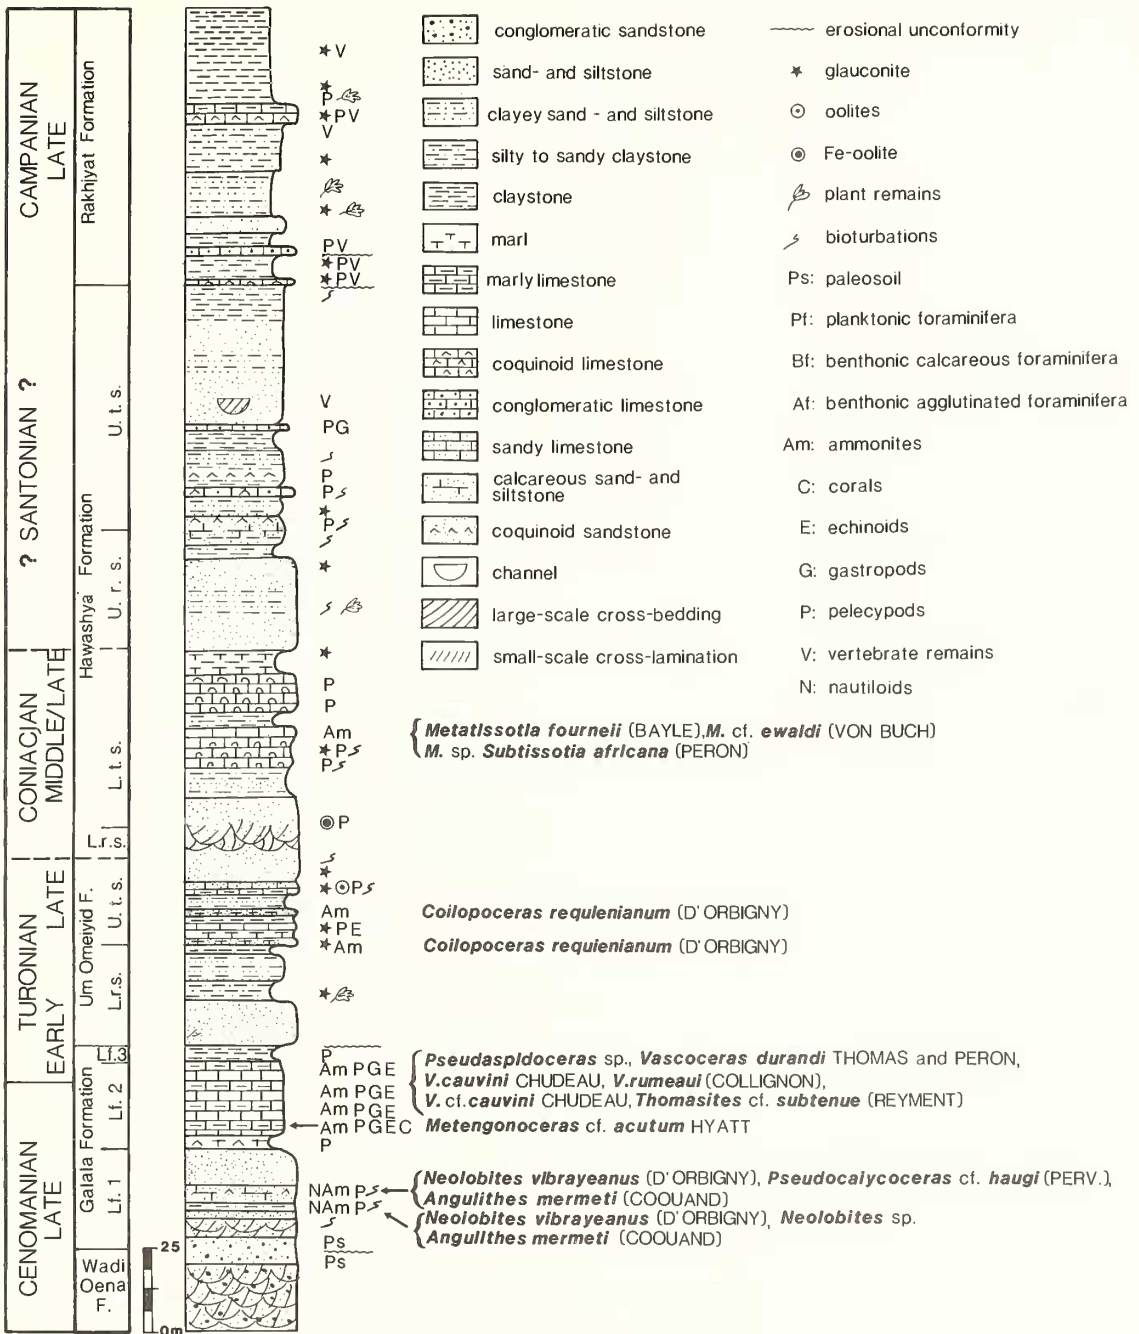 CAMPANIAN
LATE
Rakhiyat Formation
? SANTONIAN ?
U. t. s.
U. r. s.
Hawashya Formation
CONIACJAN
MIDDLE/LATE
L. t. s.
L.r.s.
TURONIAN
EARLY LATE
Um Omeiyid F.
U. t. s.
L.r.s.
Lf.3
CENOMANIAN
LATE
Galala Formation
Lf. 2
Lf. 1
Wadi
Oena
F.
25
0m
V
P
PV
V
PV
PV
PV
V
PG
P
P
P
P
P
Am
P
P
P
P
Am
PE
Am
P
Am PGE
Am PGE
Am PGE
Am PGEC
P
NAm P
NAm P
Ps
Ps
conglomeratic sandstone
sand- and siltstone
clayey sand - and siltstone
silty to sandy claystone
claystone
marl
marly limestone
limestone
coquinoid limestone
conglomeratic limestone
sandy limestone
calcareous sand- and
siltstone
coquinoid sandstone
channel
large-scale cross-bedding
small-scale cross-lamination
erosional unconformity
glauconite
oolites
Fe-oolite
plant remains
bioturbations
Ps: paleosoil
Pf: planktonic foraminifera
Bf: benthonic calcareous foraminifera
Af: benthonic agglutinated foraminifera
Am: ammonites
C: corals
E: echinoids
G: gastropods
P: pelecypods
V: vertebrate remains
N: nautiloids
Metatissotia fourneii (BAYLE),M. cf. ewaldi (VON BUCH)
M. sp. Subtissotia africana (PERON)
Coilopoceras requienianum (D'ORBIGNY)
Coilopoceras requienianum (D'ORBIGNY)
Pseudaspidoceras sp., Vascoceras durandi THOMAS and PERON,
V.cauvini CHUDEAU, V.rumeaui (COLLIGNON),
V. cf.cauvini CHUDEAU, Thomasites cf. subtenue (REYMENT)
Metengonoceras cf. acutum HYATT
Neolobites vibrayeanus (D'ORBIGNY), Pseudocalycoceras cf. haugi (PERV.),
Angulithes mermeti (COOUAND)
Neolobites vibrayeanus (D'ORBIGNY), Neolobites sp.
Angulithes mermeti (COOUAND)